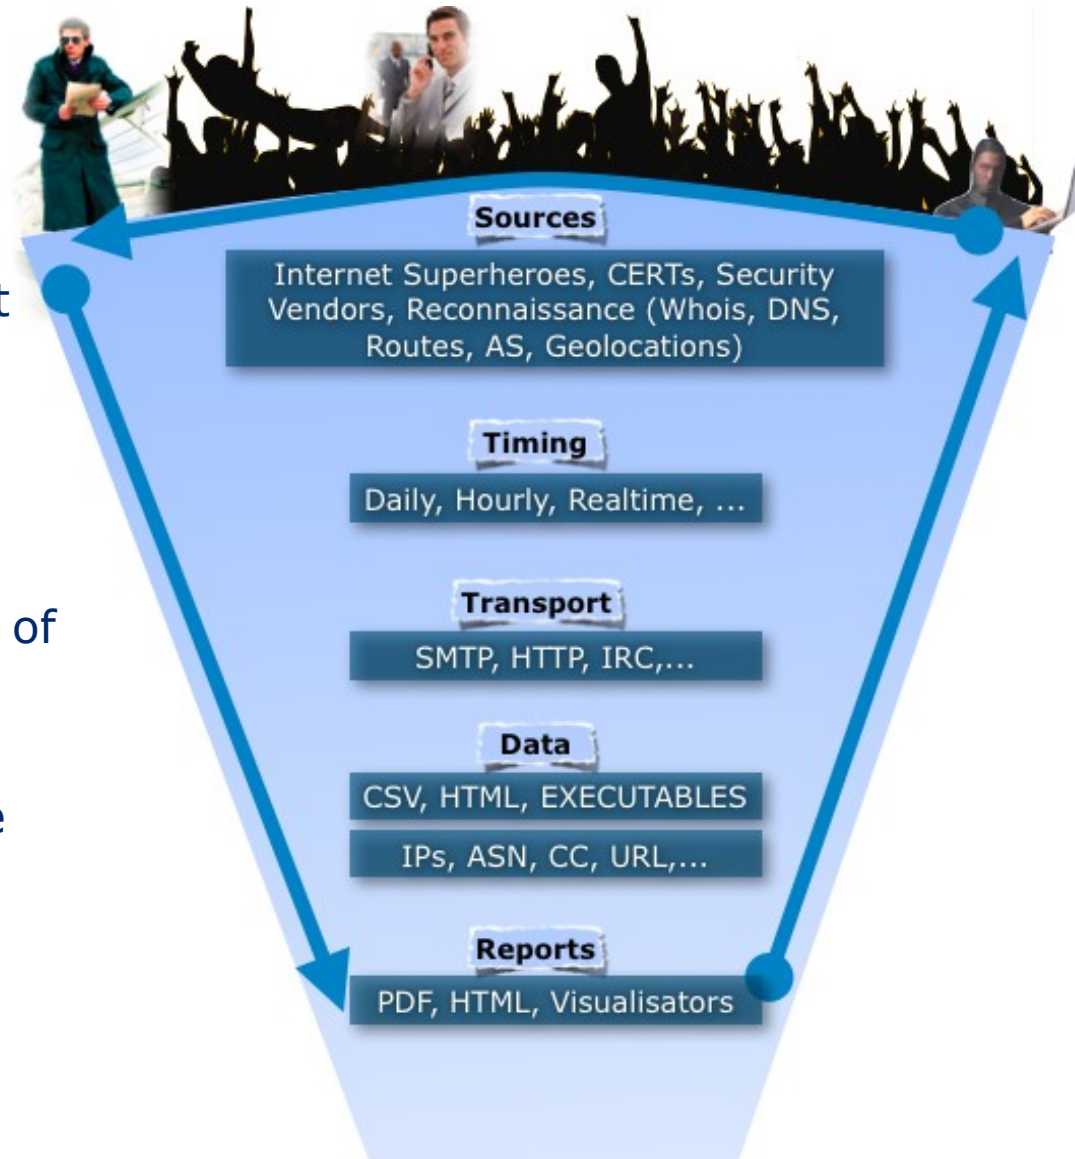 Sources
Internet Superheroes, CERTs, Security
Vendors, Reconnaissance (Whois, DNS,
Routes, AS, Geolocations)
Timing
Daily, Hourly, Realtime, ...
Transport
SMTP, HTTP, IRC,...
of
Data
CSV, HTML, EXECUTABLES
IPs, ASN, CC, URL,...
Reports
PDF, HTML, Visualisators